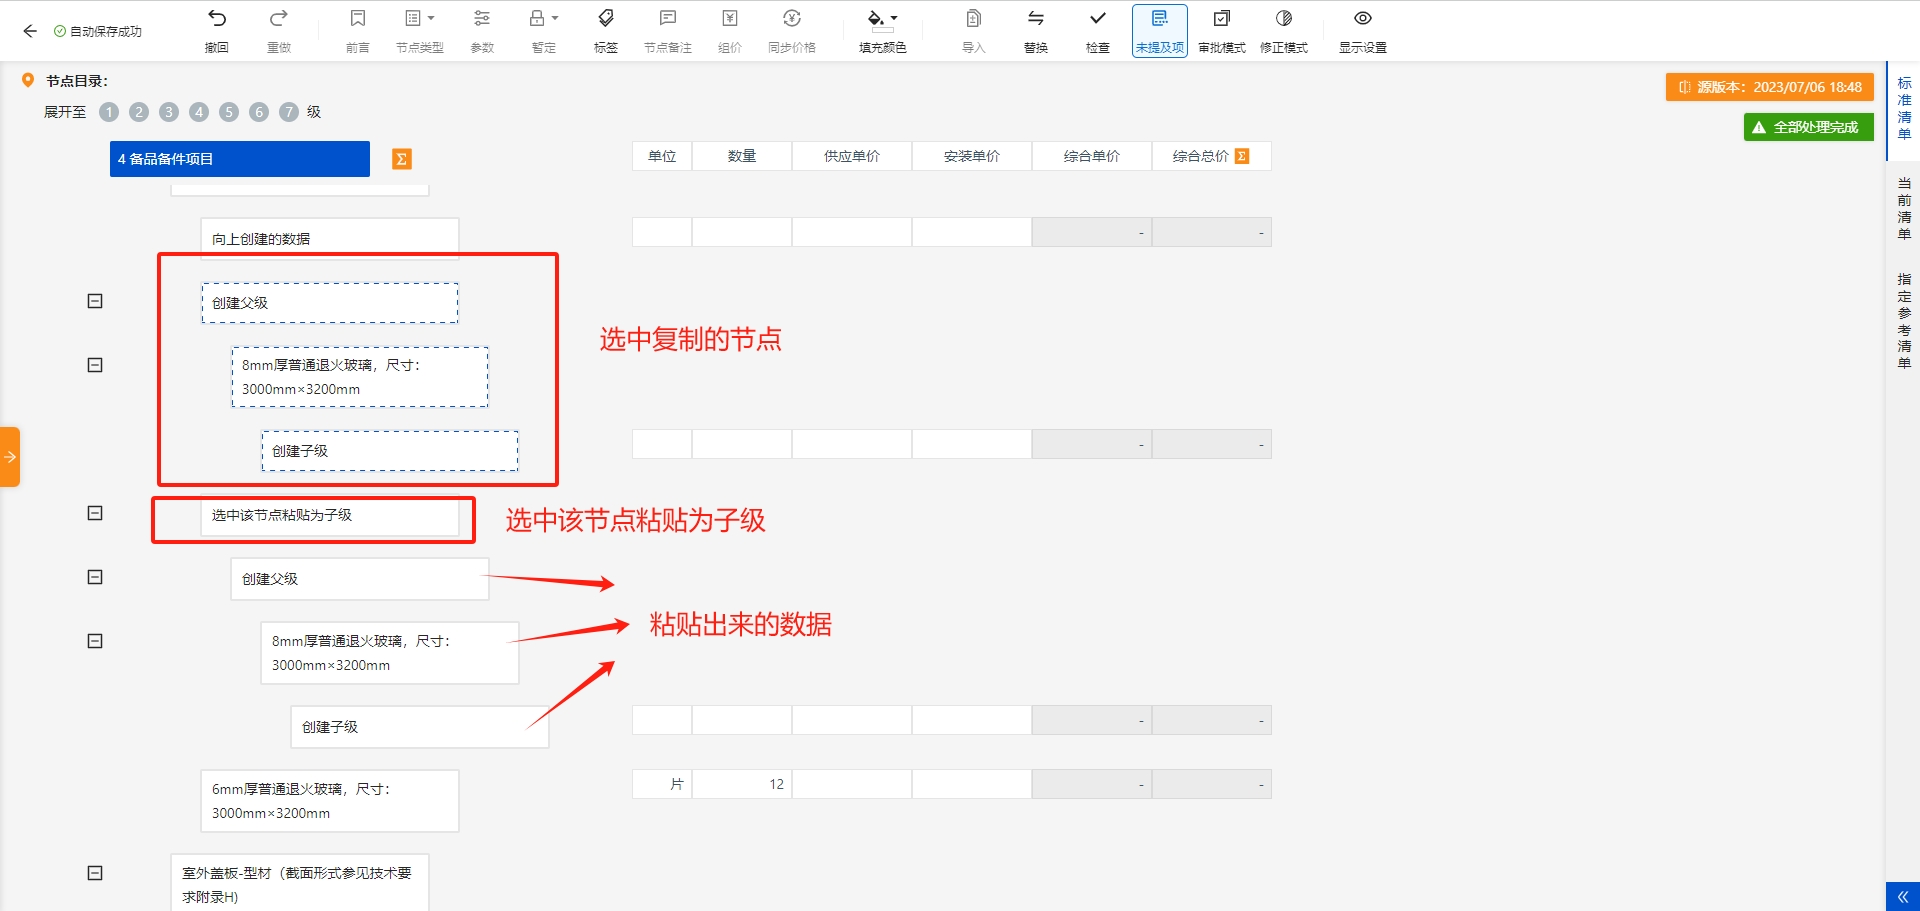 自动保存成功
撤回
重做
前言
节点类型
参数
暂定
标签
节点备注
组价
同步价格
填充颜色
导入
替换
检查
未提及项
审批模式
修正模式
显示设置
节点目录：
展开至 1 2 3 4 5 6 7 级
源版本：2023/07/06 18:48
全部处理完成
标准清单
当前清单
指定参考清单
4 备品备件项目 Σ
单位 数量 供应单价 安装单价 综合单价 综合总价 Σ
向上创建的数据 - -
创建父级
选中复制的节点
8mm厚普通退火玻璃，尺寸：
3000mm×3200mm
创建子级 - -
选中该节点粘贴为子级
选中该节点粘贴为子级
创建父级
粘贴出来的数据
8mm厚普通退火玻璃，尺寸：
3000mm×3200mm
创建子级 - -
6mm厚普通退火玻璃，尺寸： 片 12 - -
3000mm×3200mm
室外盖板-型材（截面形式参见技术要
求附录H)